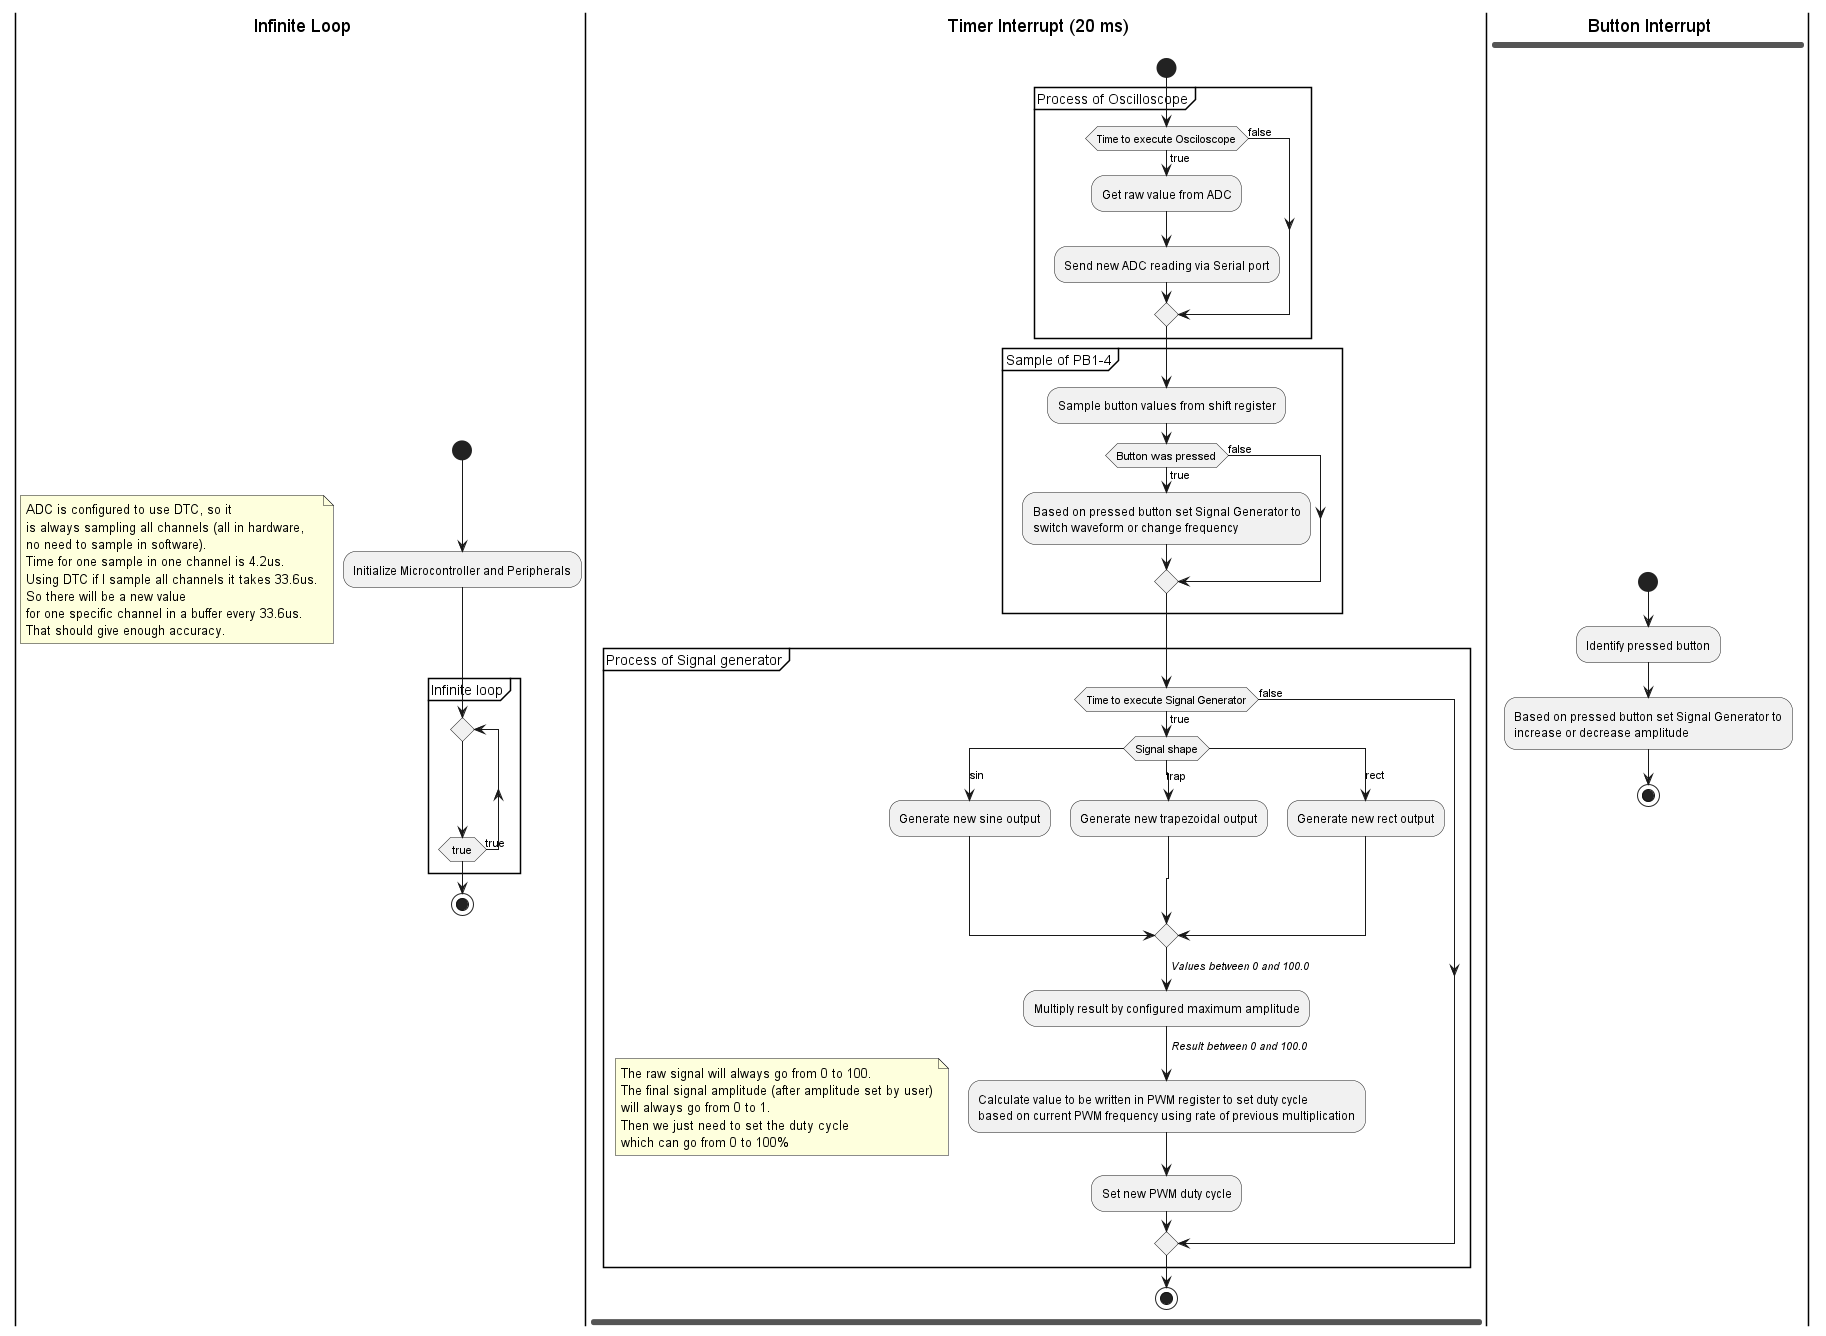 Infinite Loop
Timer Interrupt (20 ms)
Button Interrupt
ADC is configured to use DTC, so it
is always sampling all channels (all in hardware,
no need to sample in software).
Time for one sample in one channel is 4.2us.
Using DTC if I sample all channels it takes 33.6us.
So there will be a new value
for one specific channel in a buffer every 33.6us.
That should give enough accuracy.
Initialize Microcontroller and Peripherals
Infinite loop
true
true
Process of Oscilloscope
Time to execute Osciloscope
false
true
Get raw value from ADC
Send new ADC reading via Serial port
Sample of PB1-4
Sample button values from shift register
Button was pressed
false
true
Based on pressed button set Signal Generator to
switch waveform or change frequency
Process of Signal generator
Time to execute Signal Generator
false
true
Signal shape
sin
trap
rect
Generate new sine output
Generate new trapezoidal output
Generate new rect output
Values between 0 and 100.0
Multiply result by configured maximum amplitude
Result between 0 and 100.0
The raw signal will always go from 0 to 100.
The final signal amplitude (after amplitude set by user)
will always go from 0 to 1.
Then we just need to set the duty cycle
which can go from 0 to 100%
Calculate value to be written in PWM register to set duty cycle
based on current PWM frequency using rate of previous multiplication
Set new PWM duty cycle
Identify pressed button
Based on pressed button set Signal Generator to
increase or decrease amplitude